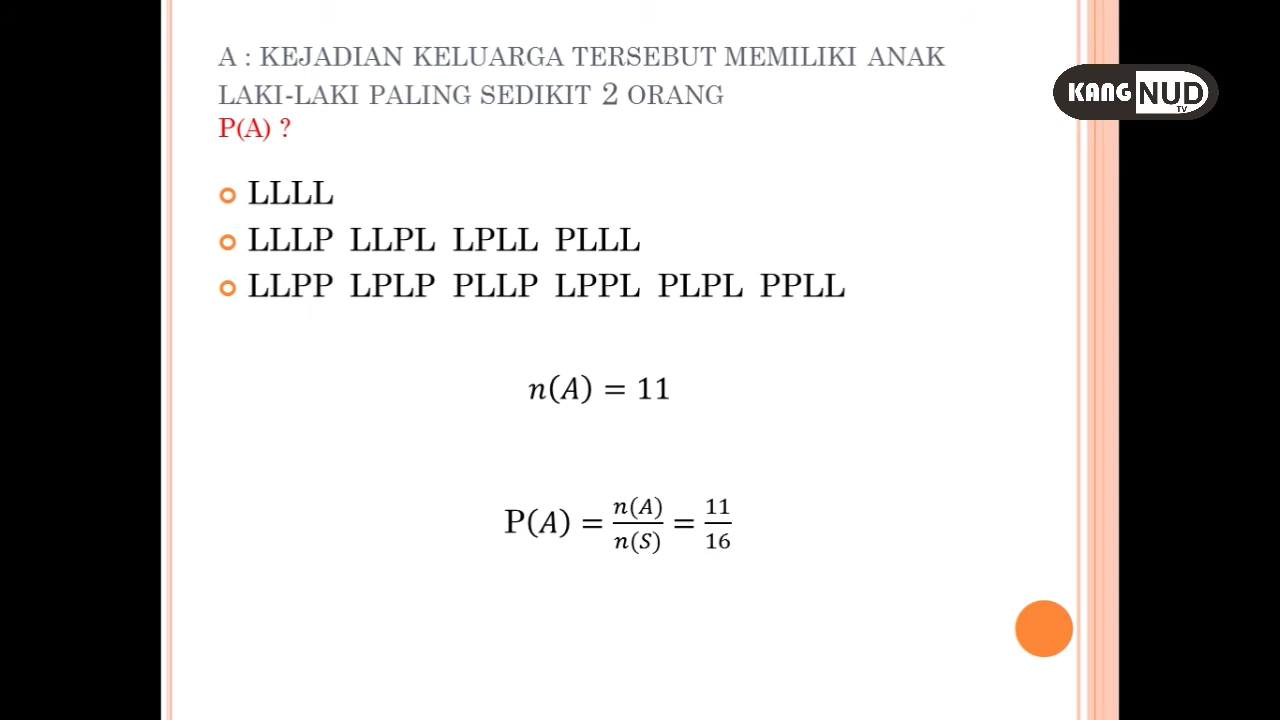 A : KEJADIAN KELUARGA TERSEBUT MEMILIKI ANAK
LAKI-LAKI PALING SEDIKIT 2 ORANG
P(A) ?
KANG NUD TV
LLLL
LLLP LLPL LPLL PLLL
LLPP LPLP PLLP LPPL PLPL PPLL
n(A) = 11
P(A) = n(A)/n(S) = 11/16